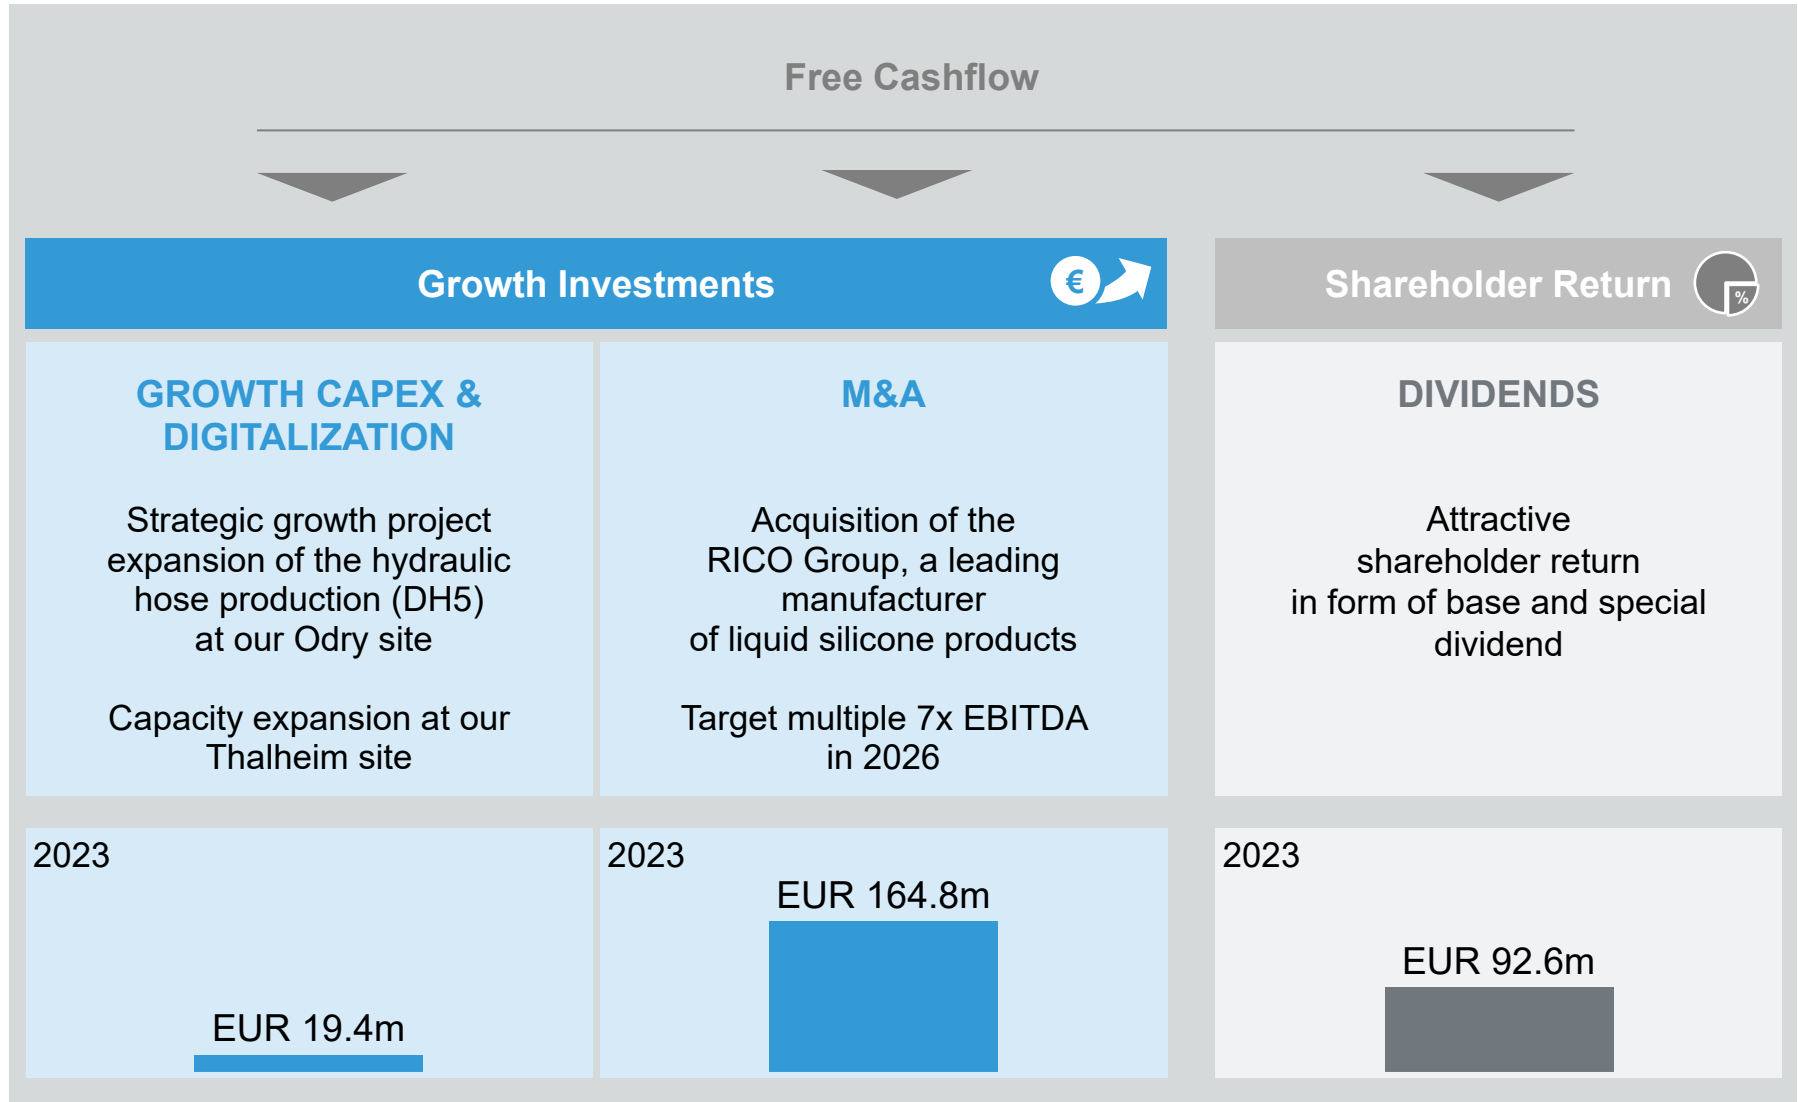 Free Cashflow
Growth Investments
€
Shareholder Return
%
GROWTH CAPEX &
DIGITALIZATION
Strategic growth project
expansion of the hydraulic
hose production (DH5)
at our Odry site
Capacity expansion at our
Thalheim site
M&A
Acquisition of the
RICO Group, a leading
manufacturer
of liquid silicone products
Target multiple 7x EBITDA
in 2026
DIVIDENDS
Attractive
shareholder return
in form of base and special
dividend
2023
EUR 19.4m
2023
EUR 164.8m
2023
EUR 92.6m